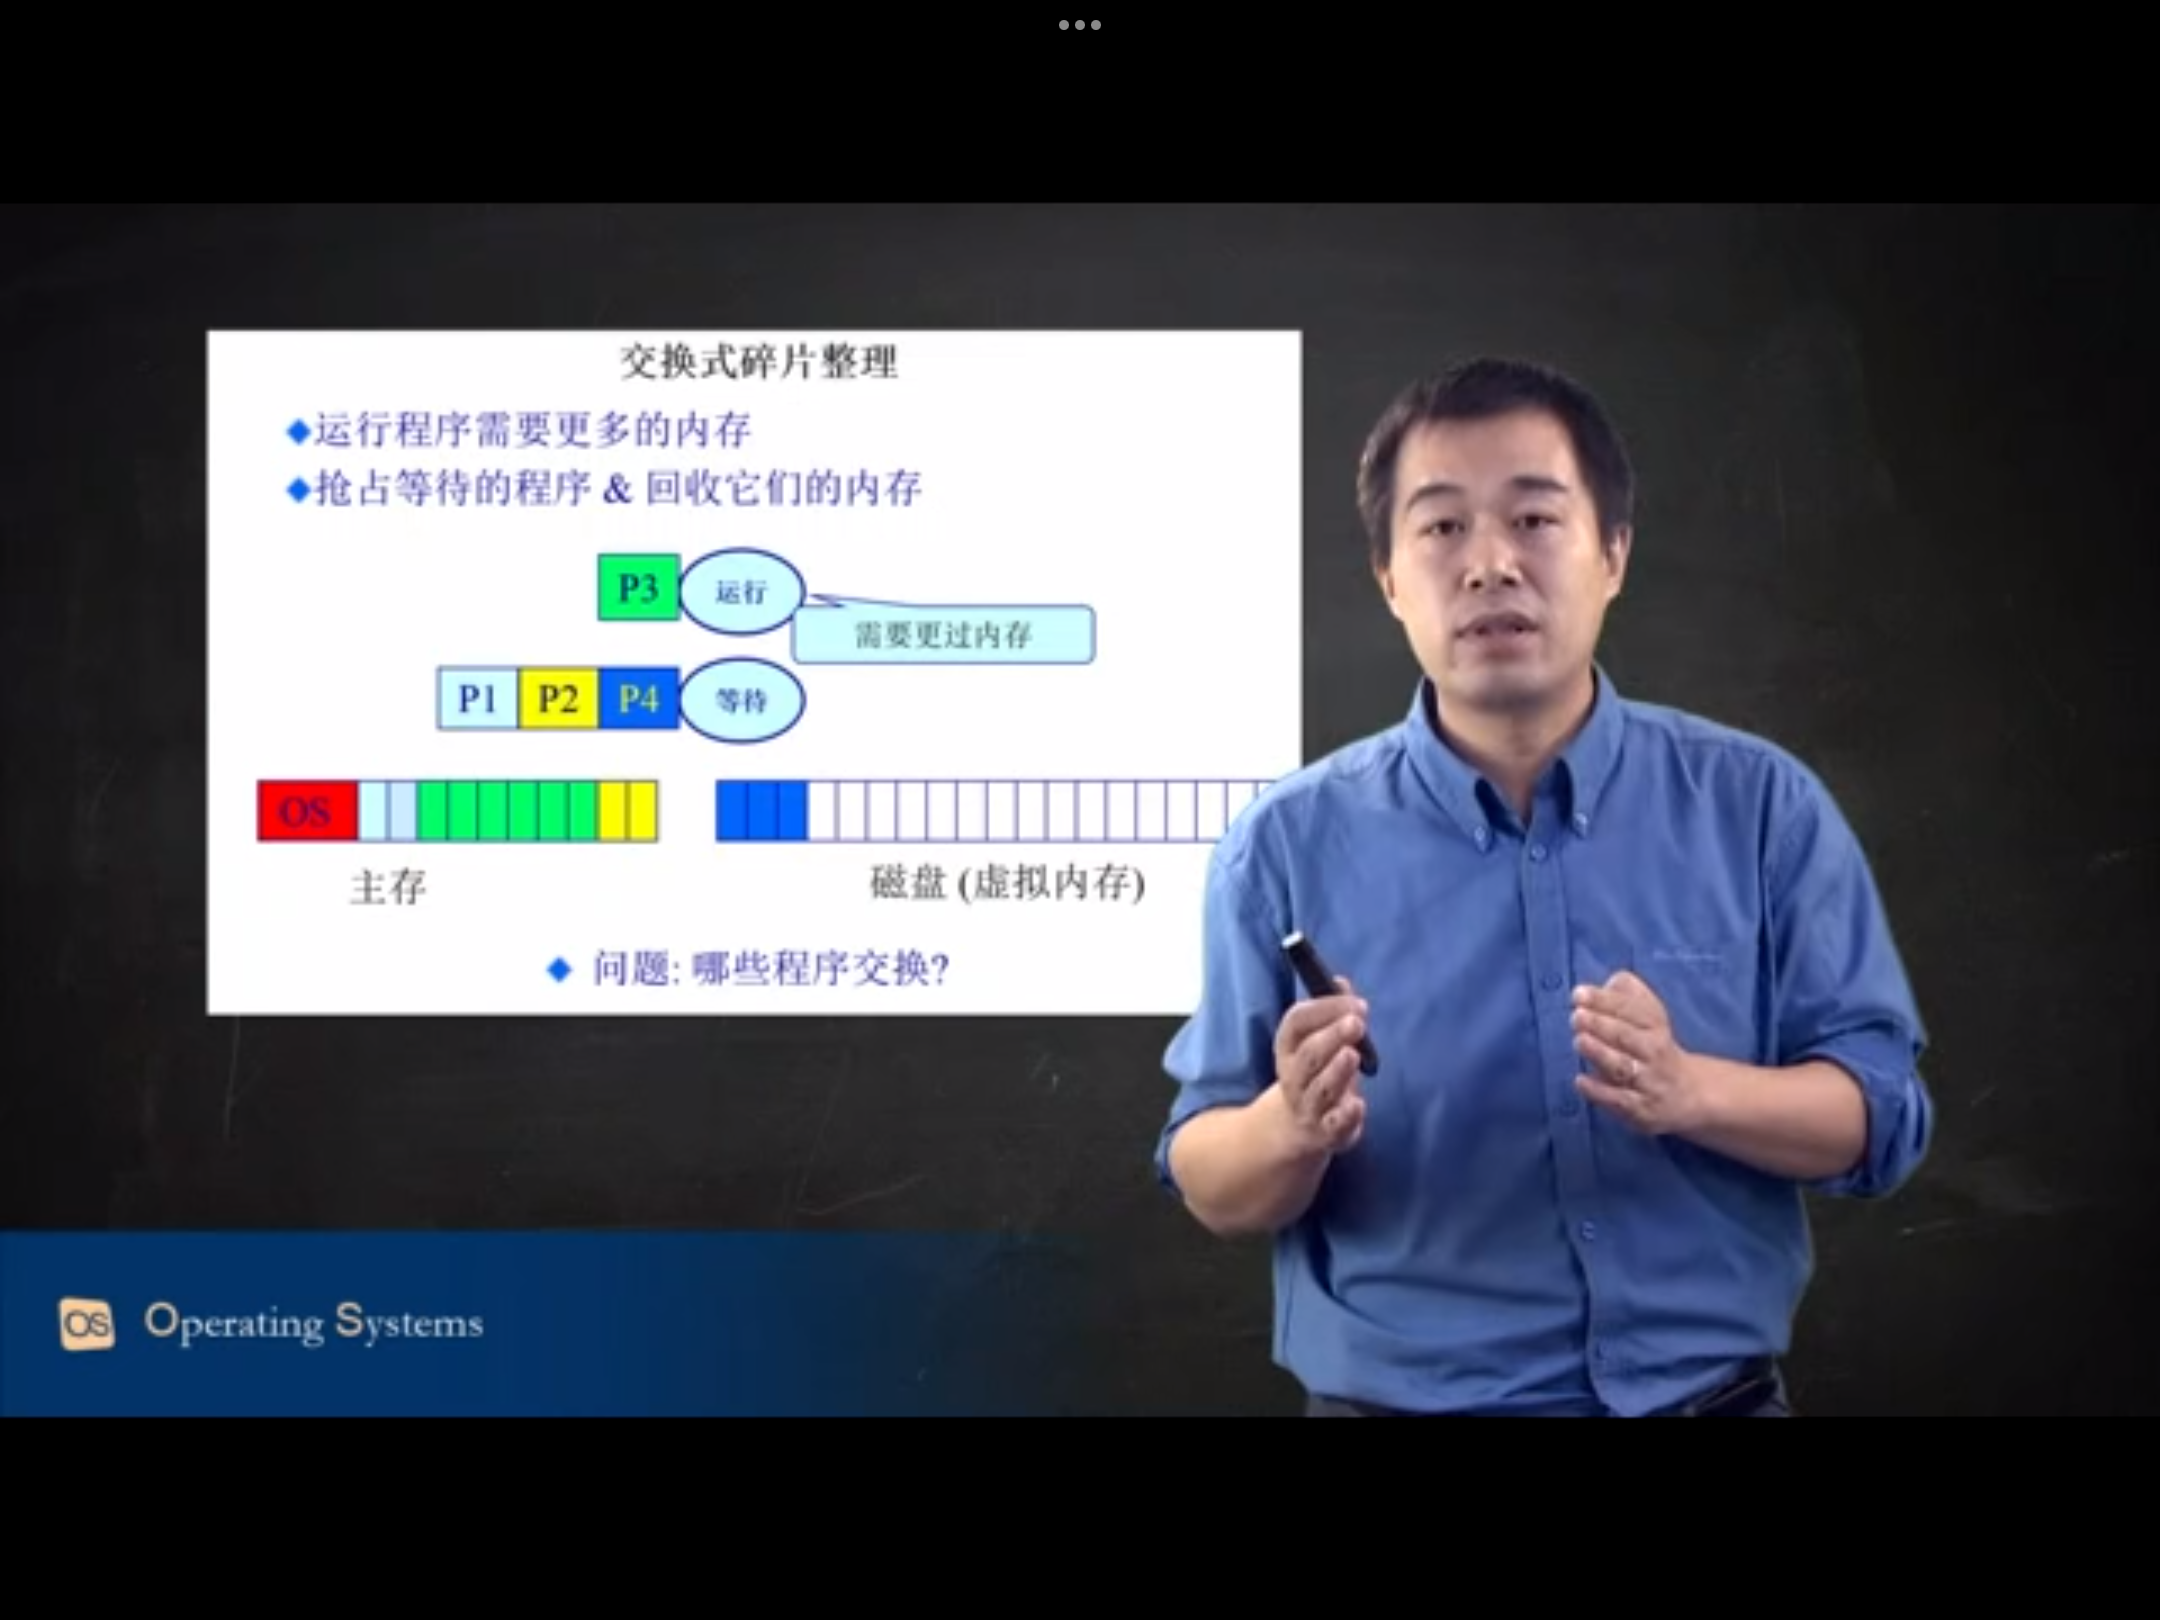 交换式碎片整理
◆运行程序需要更多的内存
◆抢占等待的程序 & 回收它们的内存
P3 运行
需要更过内存
P1 P2 P4 等待
OS
主存
磁盘 (虚拟内存)
◆ 问题: 哪些程序交换?
OS Operating Systems